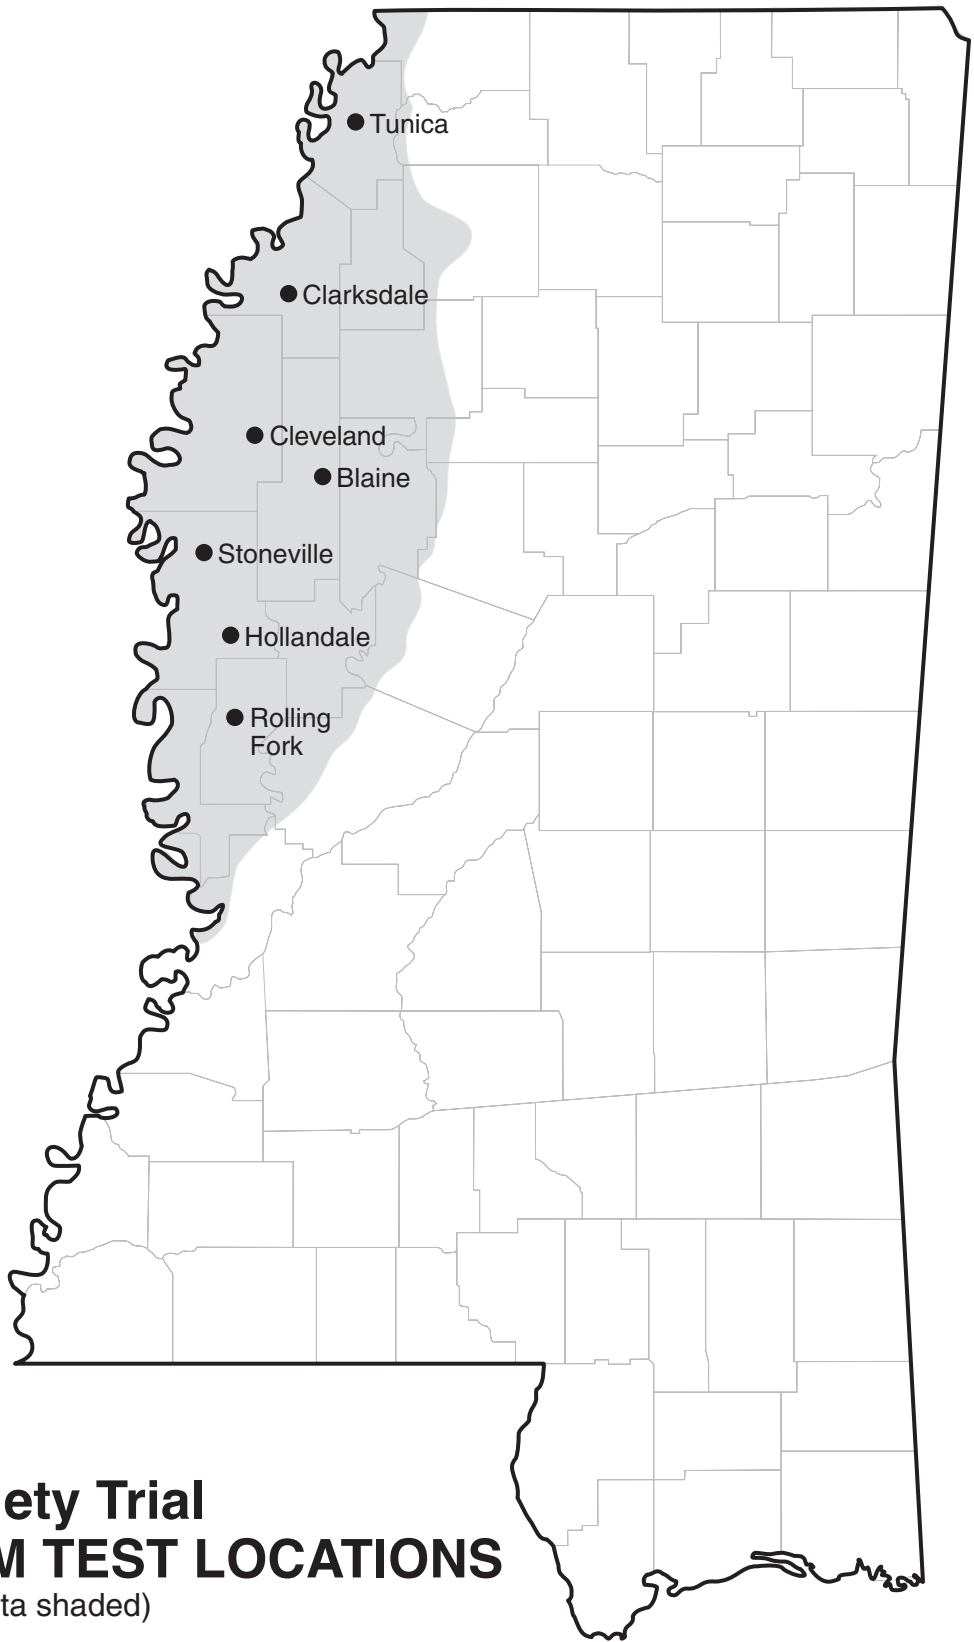 Tunica
Clarksdale
Cleveland
Blaine
Stoneville
Hollandale
Rolling
Fork
ety Trial
M TEST LOCATIONS
ta shaded)